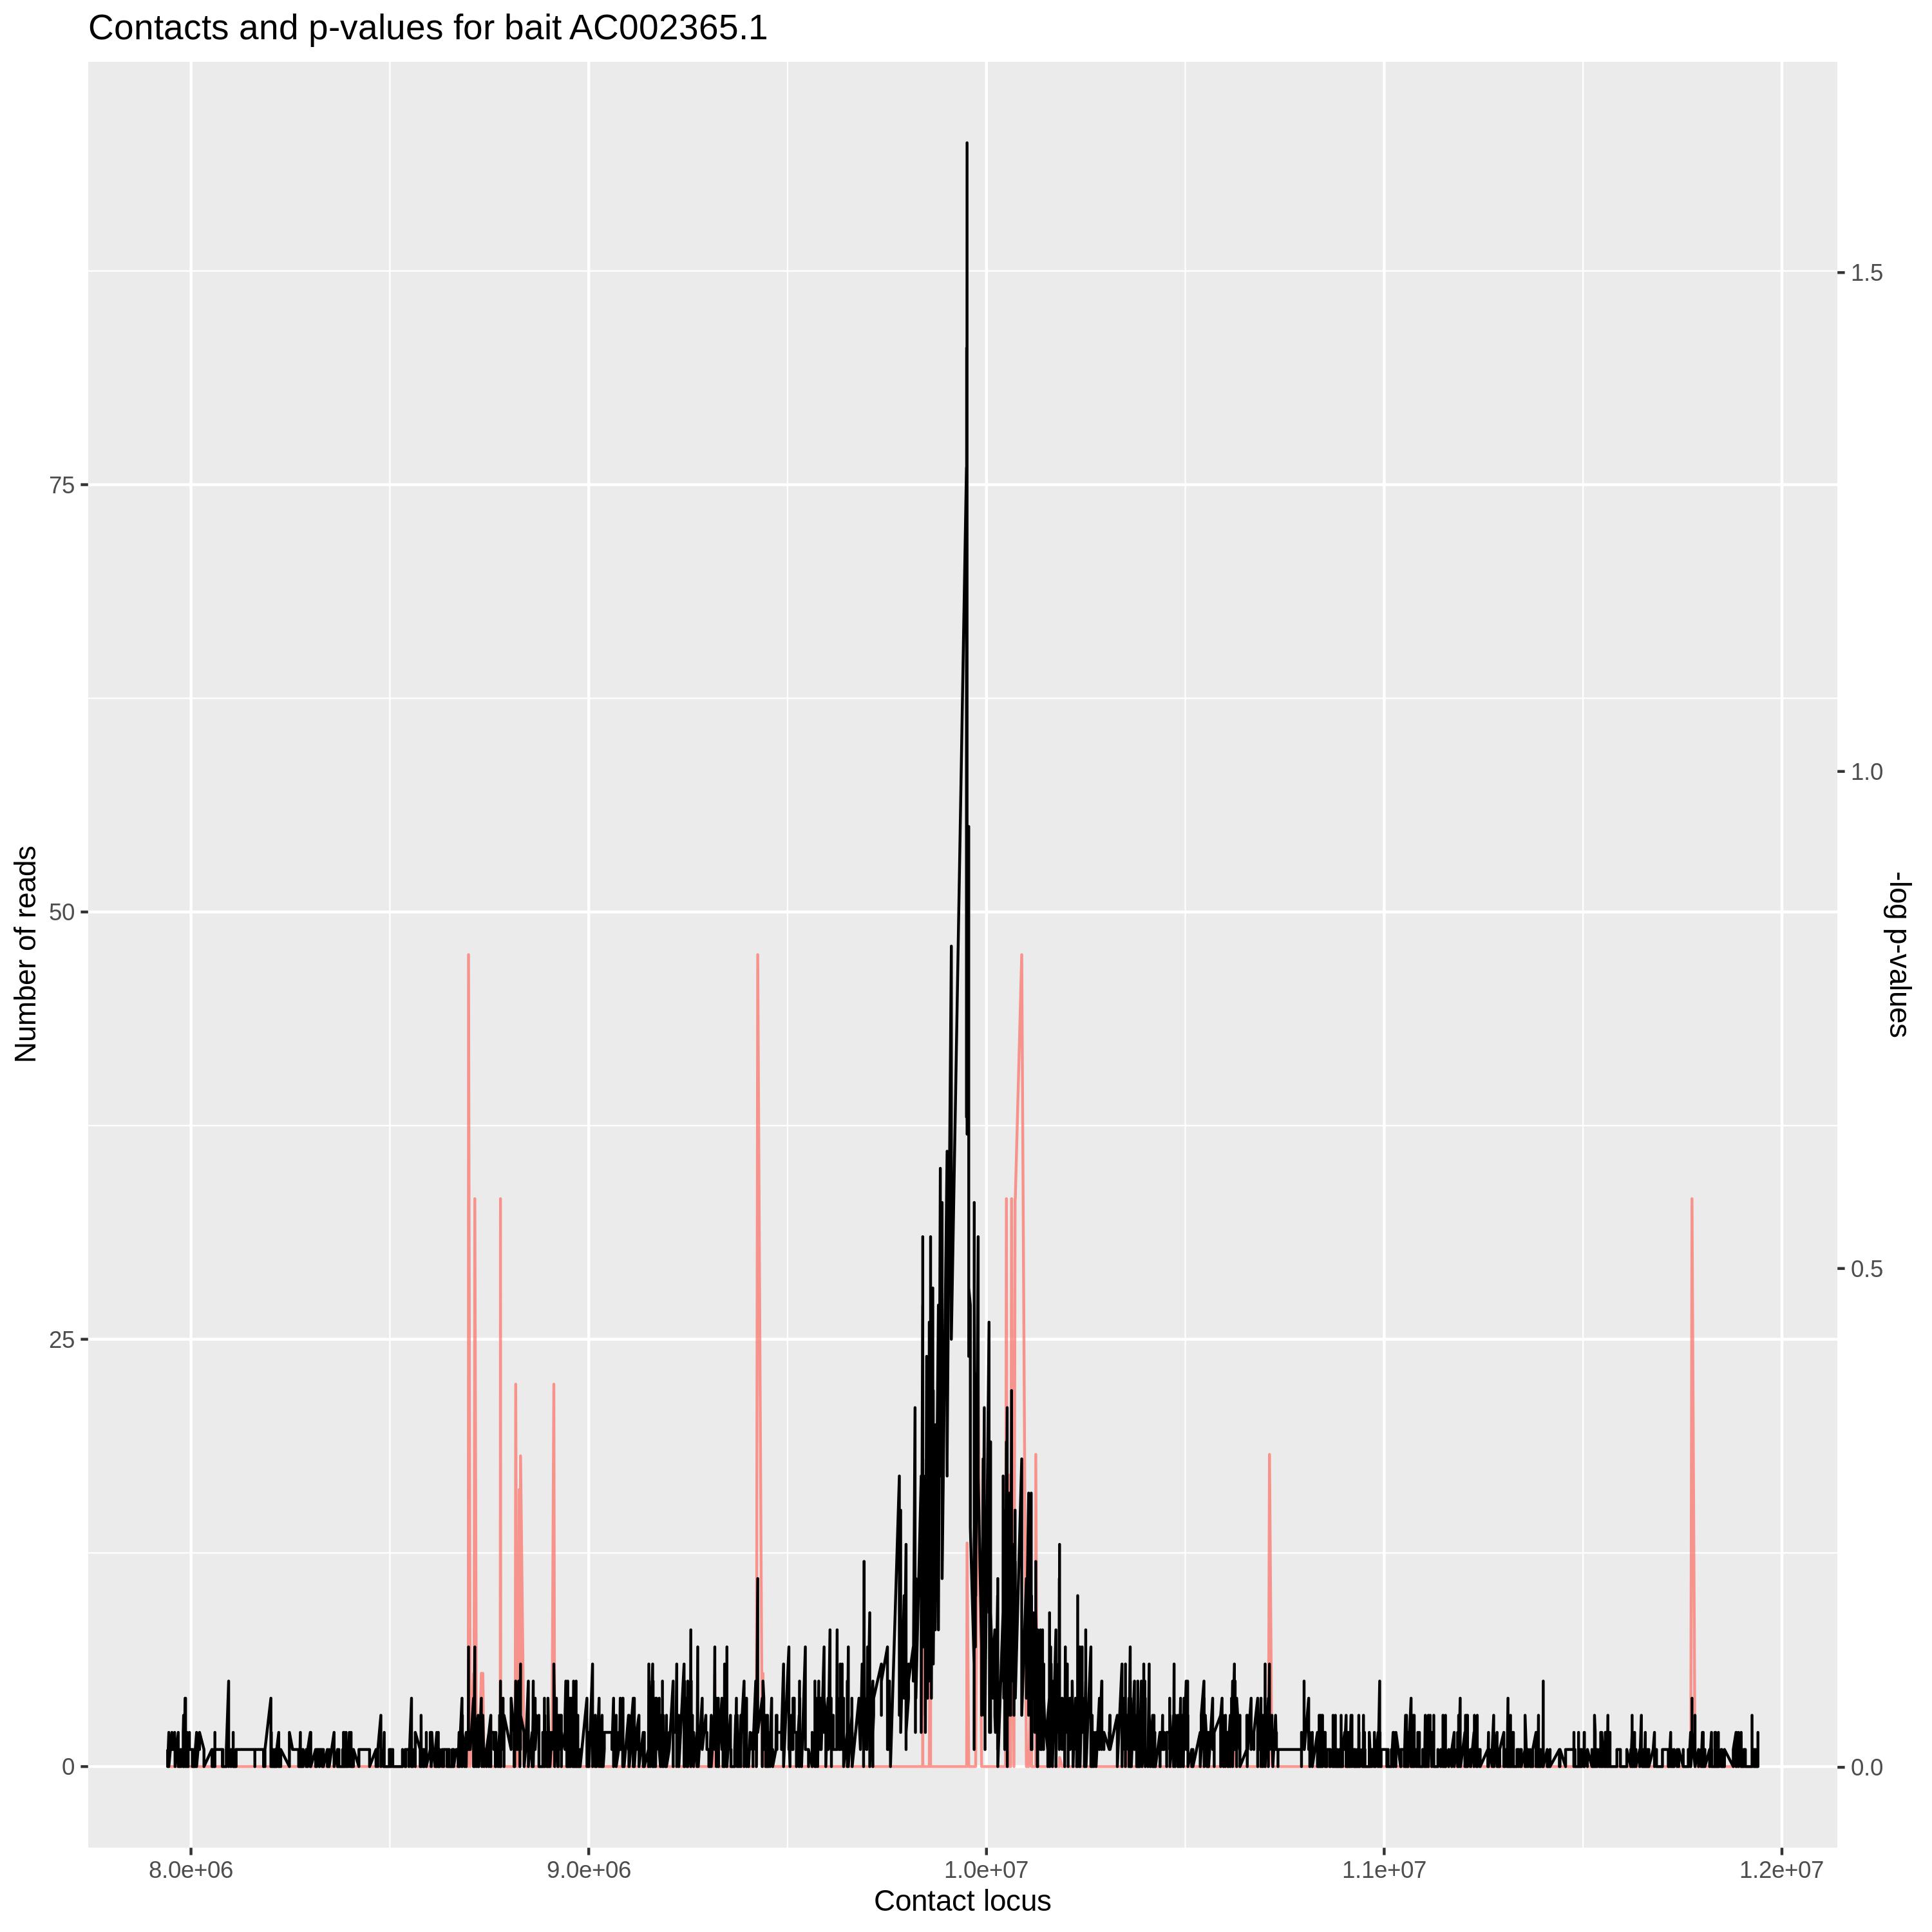 Contacts and p-values for bait AC002365.1
Number of reads
75
50
25
0
1.5
1.0
0.5
0.0
-log p-values
8.0e+06
9.0e+06
1.0e+07
1.1e+07
1.2e+07
Contact locus